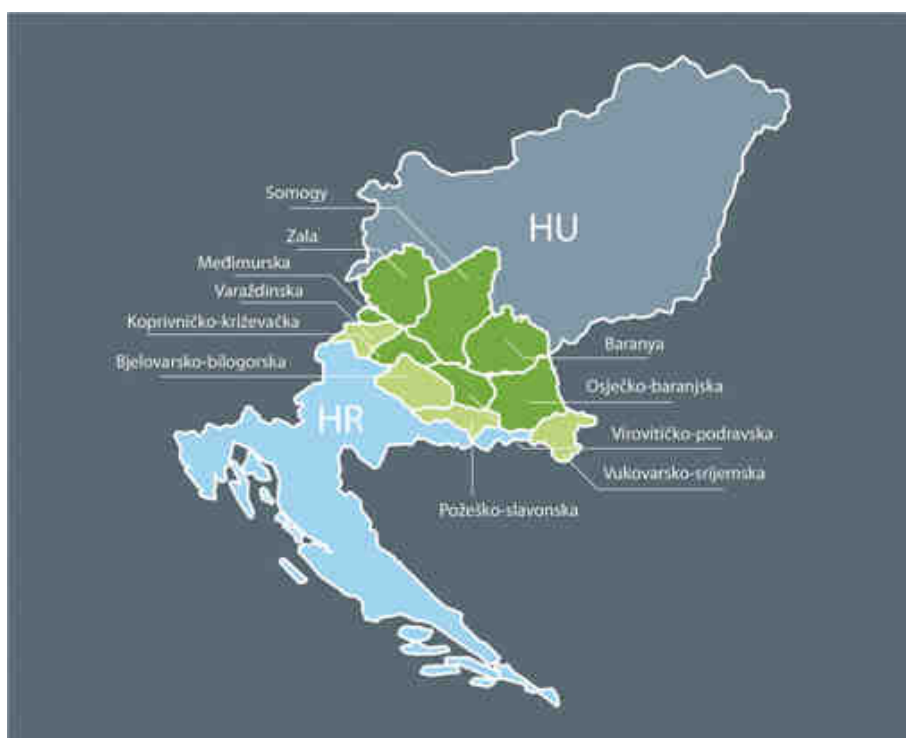 Somogy
HU
Zala
Međimurska
Varaždinska
Koprivničko-križevačka
Baranya
Bjelovarsko-bilogorska
Osječko-baranjska
HR
Virovitičko-podravska
Vukovarsko-srijemska
Požeško-slavonska